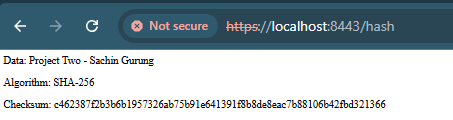 Not secure https://localhost:8443/hash
Data: Project Two - Sachin Gurung
Algorithm: SHA-256
Checksum: c462387f2b3b6b1957326ab75b91e641391f8b8de8eac7b88106b42fbd321366